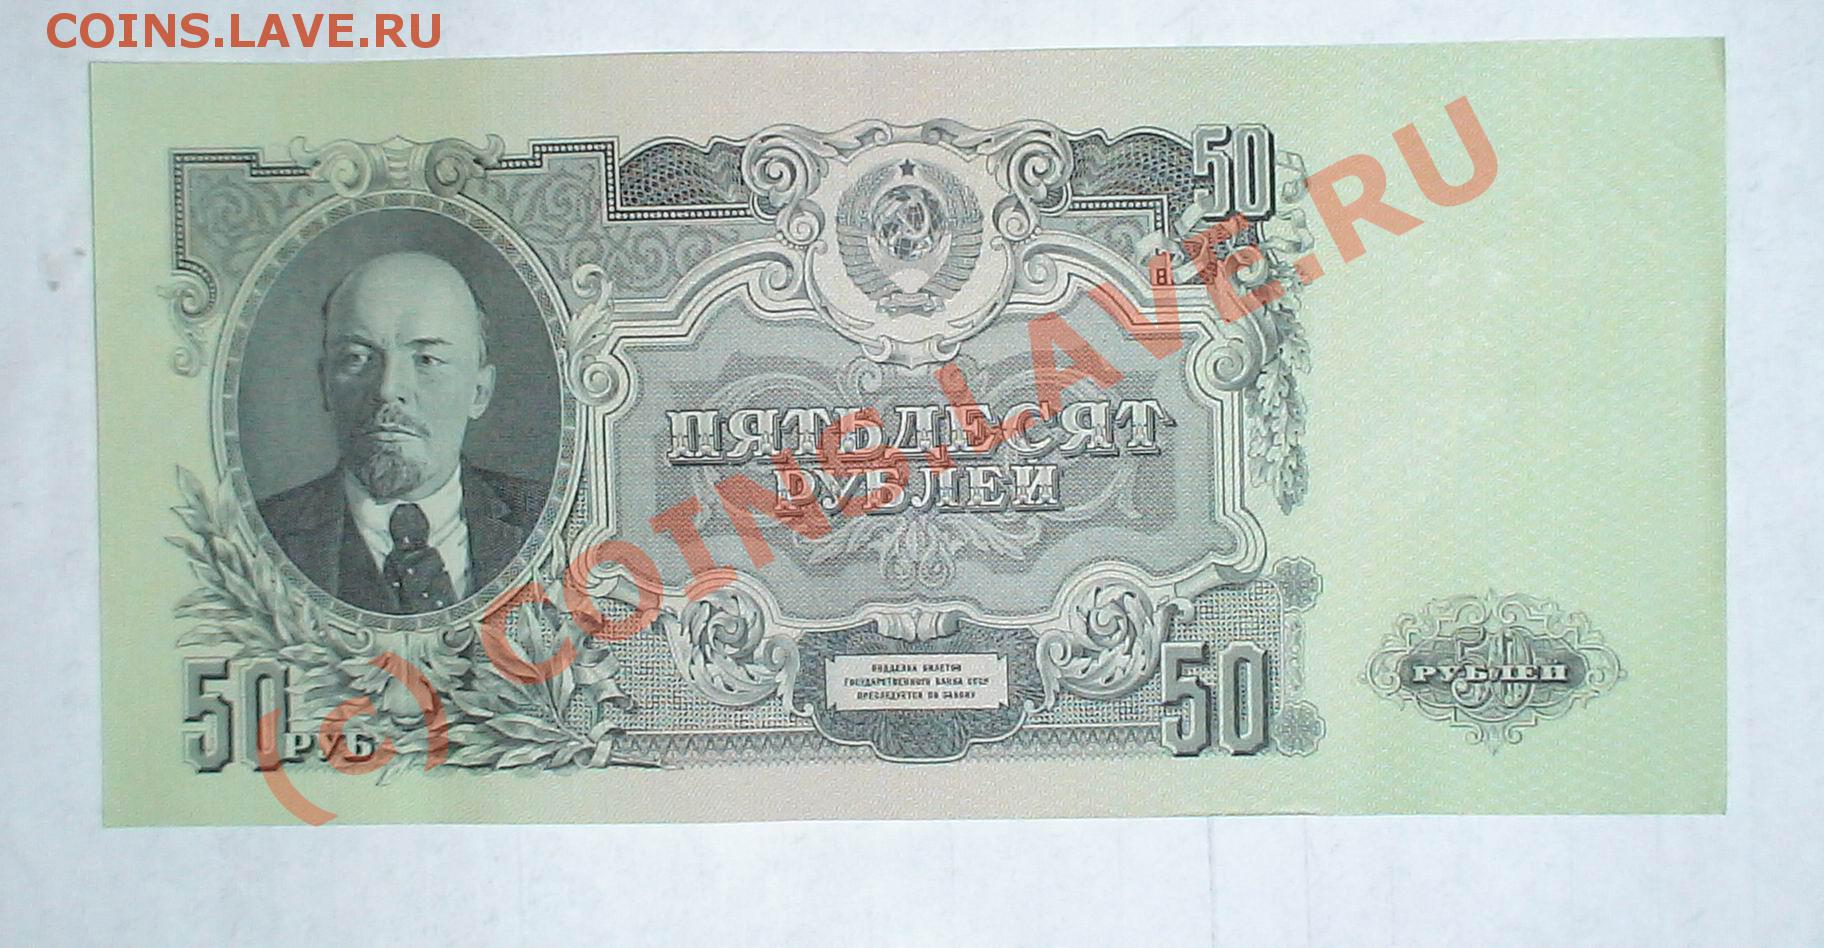 COINS.LAVE.RU
50
В
ПЯТЬДЕСЯТ
РУБЛЕЙ
ПОДДЕЛКА БИЛЕТОВ
ГОСУДАРСТВЕННОГО БАНКА СССР
ПРЕСЛЕДУЕТСЯ ПО ЗАКОНУ
50 РУБ
50
50
РУБЛЕЙ
(c) COINS.LAVE.RU